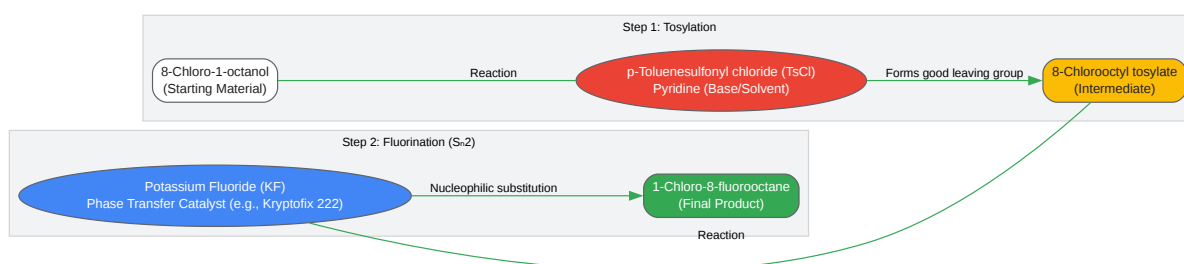 Step 1: Tosylation
8-Chloro-1-octanol
(Starting Material)
Reaction
p-Toluenesulfonyl chloride (TsCl)
Pyridine (Base/Solvent)
Forms good leaving group
8-Chlorooctyl tosylate
(Intermediate)
Step 2: Fluorination (Sₙ2)
Potassium Fluoride (KF)
Phase Transfer Catalyst (e.g., Kryptofix 222)
Nucleophilic substitution
1-Chloro-8-fluorooctane
(Final Product)
Reaction